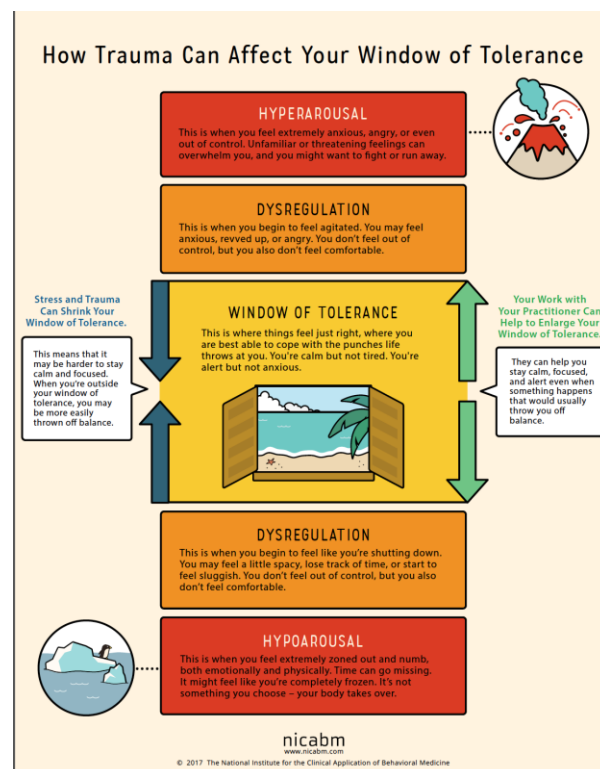 How Trauma Can Affect Your Window of Tolerance
HYPERAROUSAL
This is when you feel extremely anxious, angry, or even
out of control. Unfamiliar or threatening feelings can
overwhelm you, and you might want to fight or run away.
DYSREGULATION
This is when you begin to feel agitated. You may feel
anxious, revved up, or angry. You don't feel out of
control, but you also don't feel comfortable.
Stress and Trauma
Can Shrink Your
Window of Tolerance.
This means that it
may be harder to stay
calm and focused.
When you're outside
your window of
tolerance, you may
be more easily
thrown off balance.
WINDOW OF TOLERANCE
This is where things feel just right, where you
are best able to cope with the punches life
throws at you. You're calm but not tired. You're
alert but not anxious.
Your Work with
Your Practitioner Can
Help to Enlarge Your
Window of Tolerance.
They can help you
stay calm, focused,
and alert even when
something happens
that would usually
throw you off
balance.
DYSREGULATION
This is when you begin to feel like you're shutting down.
You may feel a little spacy, lose track of time, or start to
feel sluggish. You don't feel out of control, but you also
don't feel comfortable.
HYPOAROUSAL
This is when you feel extremely zoned out and numb,
both emotionally and physically. Time can go missing.
It might feel like you're completely frozen. It's not
something you choose – your body takes over.
nicabm
www.nicabm.com
© 2017 The National Institute for the Clinical Application of Behavioral Medicine